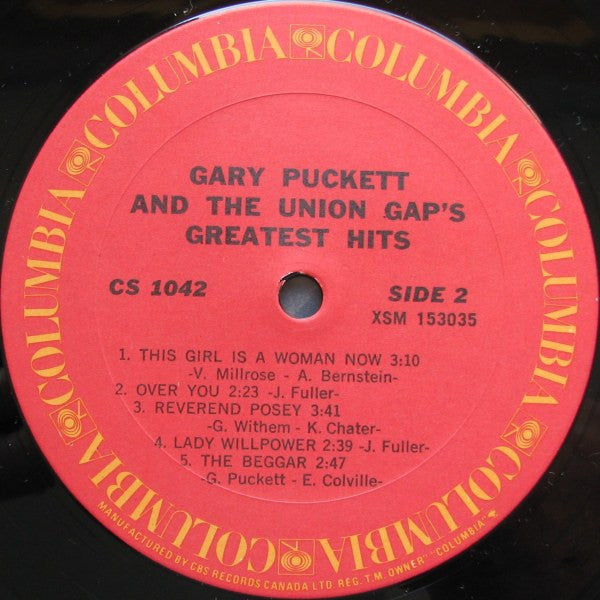 COLUMBIA COLUMBIA COLUMBIA COLUMBIA COLUMBIA COLUMBIA
GARY PUCKETT
AND THE UNION GAP'S
GREATEST HITS
CS 1042
SIDE 2
XSM 153035
1. THIS GIRL IS A WOMAN NOW 3:10
-V. Millrose - A. Bernstein-
2. OVER YOU 2:23 -J. Fuller-
3. REVEREND POSEY 3:41
-G. Withem - K. Chater-
4. LADY WILLPOWER 2:39 -J. Fuller-
5. THE BEGGAR 2:47
-G. Puckett - E. Colville-
MANUFACTURED BY CBS RECORDS CANADA LTD. REG. T.M. OWNER "COLUMBIA"